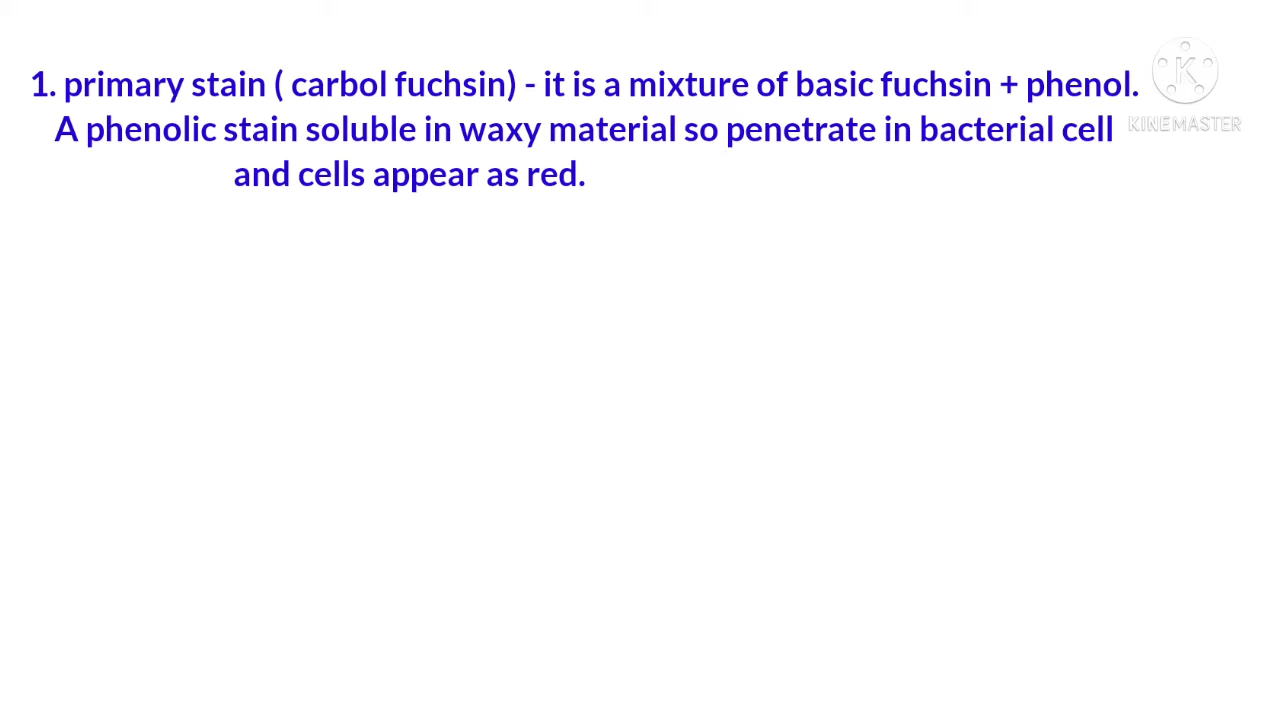 1. primary stain ( carbol fuchsin) - it is a mixture of basic fuchsin + phenol.
A phenolic stain soluble in waxy material so penetrate in bacterial cell
and cells appear as red.
K
KINEMASTER